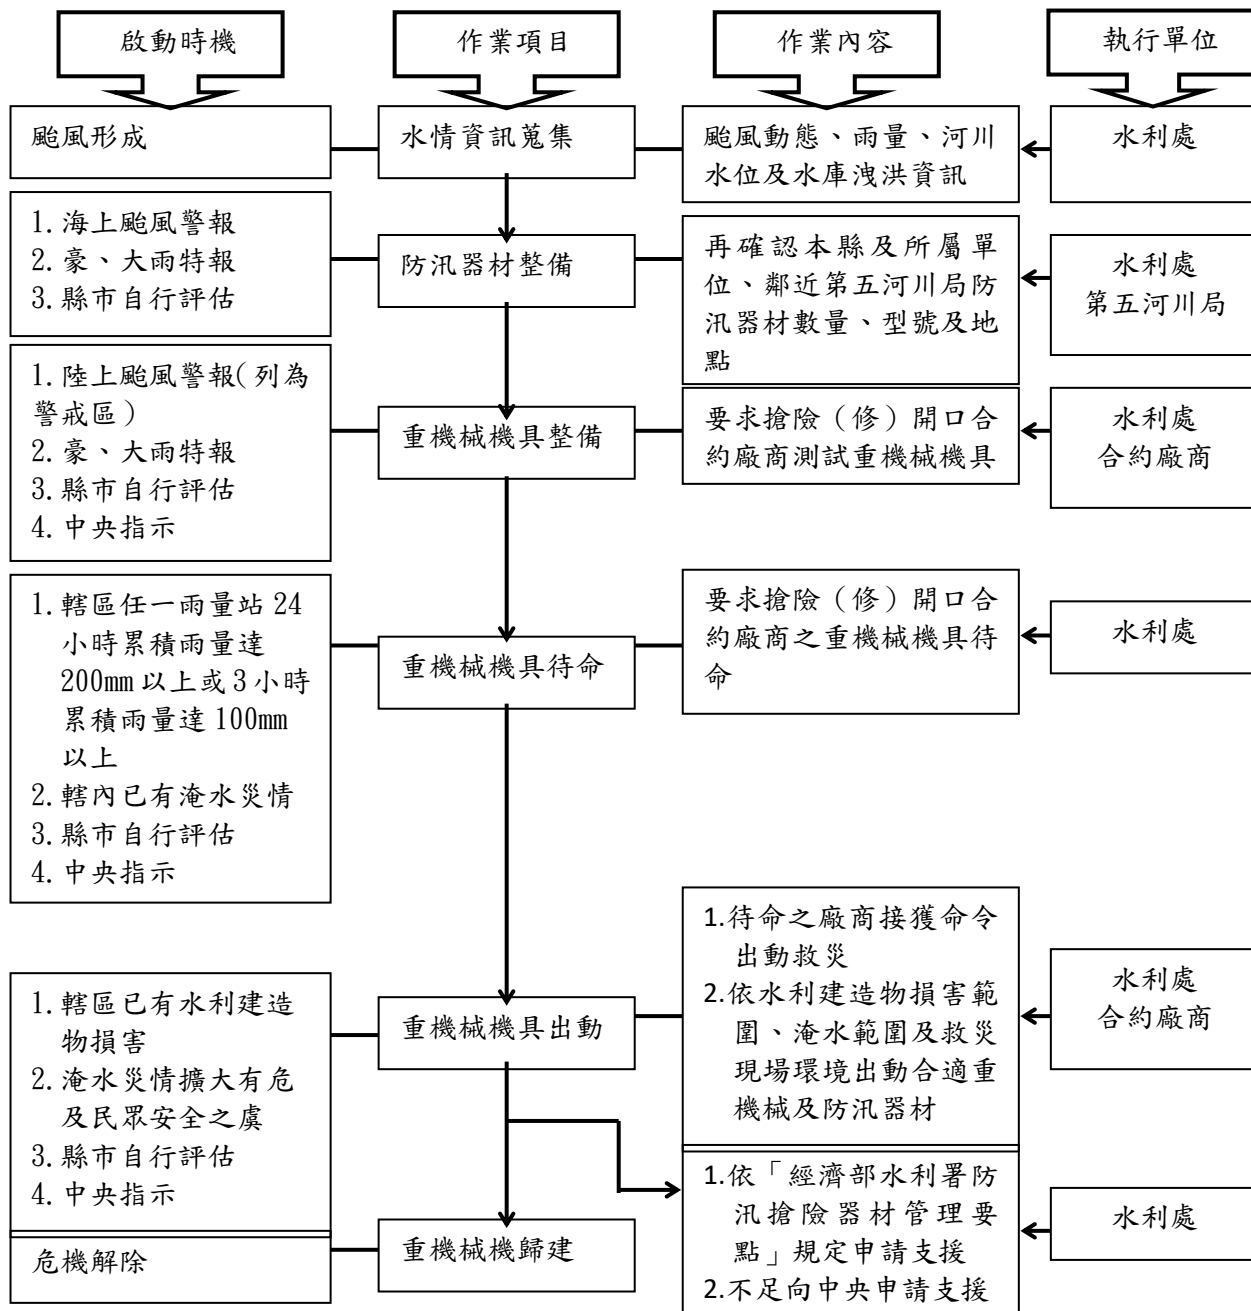 啟動時機
作業項目
作業內容
執行單位
颱風形成
水情資訊蒐集
颱風動態、雨量、河川
水位及水庫洩洪資訊
水利處
1.海上颱風警報
2.豪、大雨特報
3.縣市自行評估
防汛器材整備
再確認本縣及所屬單
位、鄰近第五河川局防
汛器材數量、型號及地
點
水利處
第五河川局
1.陸上颱風警報(列為
警戒區)
2.豪、大雨特報
3.縣市自行評估
4.中央指示
重機械機具整備
要求搶險（修）開口合
約廠商測試重機械機具
水利處
合約廠商
1.轄區任一雨量站 24
小時累積雨量達
200mm 以上或 3 小時
累積雨量達 100mm
以上
2.轄內已有淹水災情
3.縣市自行評估
4.中央指示
重機械機具待命
要求搶險（修）開口合
約廠商之重機械機具待
命
水利處
1.轄區已有水利建造
物損害
2.淹水災情擴大有危
及民眾安全之虞
3.縣市自行評估
4.中央指示
重機械機具出動
1.待命之廠商接獲命令
出動救災
2.依水利建造物損害範
圍、淹水範圍及救災
現場環境出動合適重
機械及防汛器材
水利處
合約廠商
1.依「經濟部水利署防
汛搶險器材管理要
點」規定申請支援
2.不足向中央申請支援
水利處
危機解除
重機械機歸建